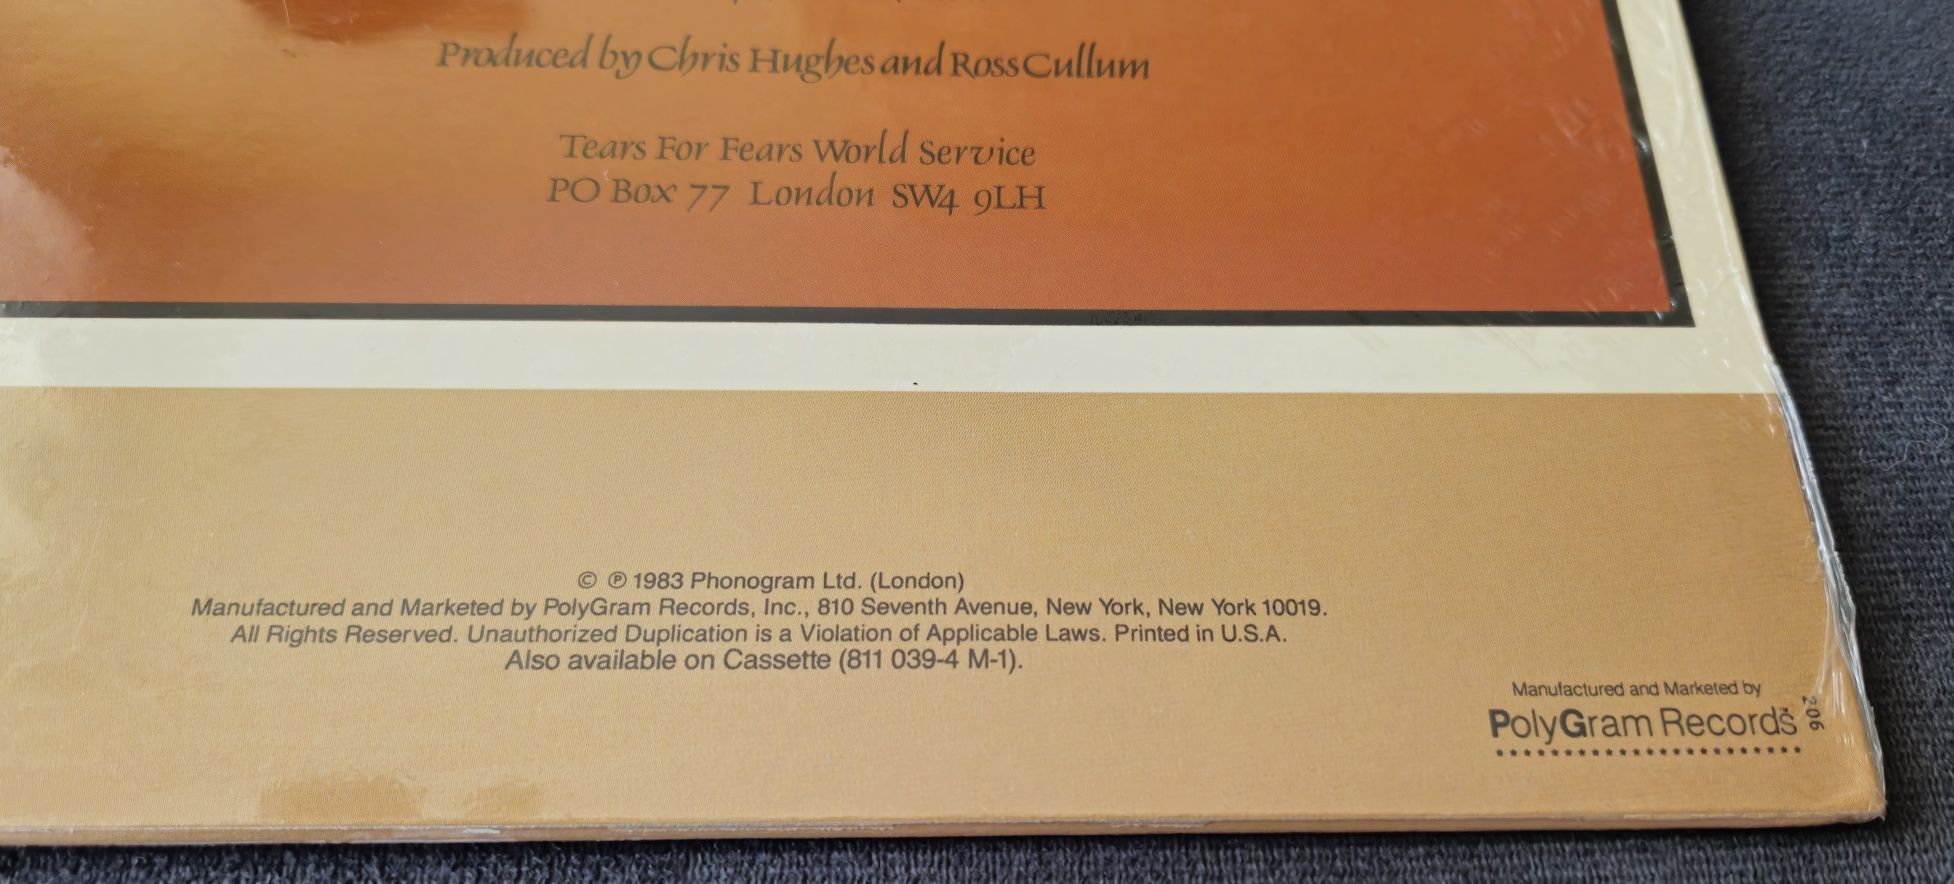 Produced by Chris Hughes and Ross Cullum
Tears For Fears World Service
PO Box 77 London SW4 9LH
© ℗ 1983 Phonogram Ltd. (London)
Manufactured and Marketed by PolyGram Records, Inc., 810 Seventh Avenue, New York, New York 10019.
All Rights Reserved. Unauthorized Duplication is a Violation of Applicable Laws. Printed in U.S.A.
Also available on Cassette (811 039-4 M-1).
Manufactured and Marketed by
PolyGram Records
206